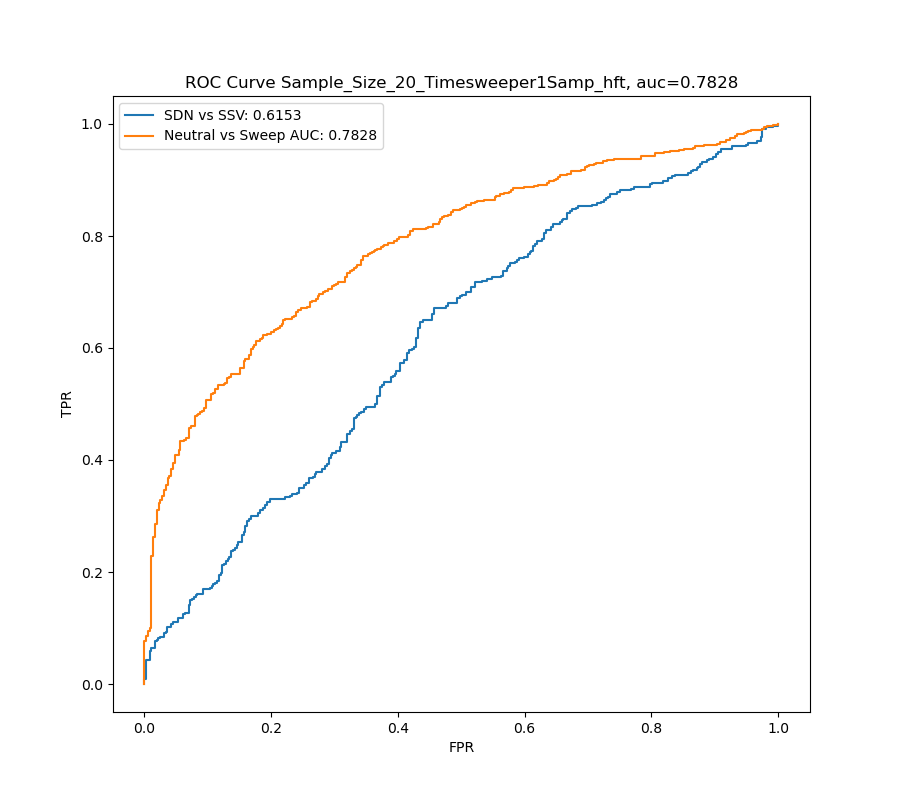 ROC Curve Sample_Size_20_Timesweeper1Samp_hft, auc=0.7828
SDN vs SSV: 0.6153
Neutral vs Sweep AUC: 0.7828
1.0
0.8
0.6
0.4
0.2
0.0
TPR
0.0 0.2 0.4 0.6 0.8 1.0
FPR